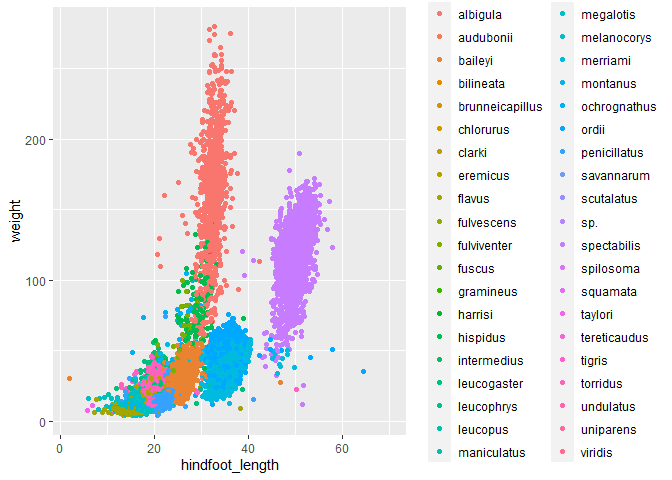 200
100
0
weight
0
20
40
60
hindfoot_length
albigula
audubonii
baileyi
bilineata
brunneicapillus
chlorurus
clarki
eremicus
flavus
fulvescens
fulviventer
fuscus
gramineus
harrisi
hispidus
intermedius
leucogaster
leucophrys
leucopus
maniculatus
megalotis
melanocorys
merriami
montanus
ochrognathus
ordii
penicillatus
savannarum
scutalatus
sp.
spectabilis
spilosoma
squamata
taylori
tereticaudus
tigris
torridus
undulatus
uniparens
viridis